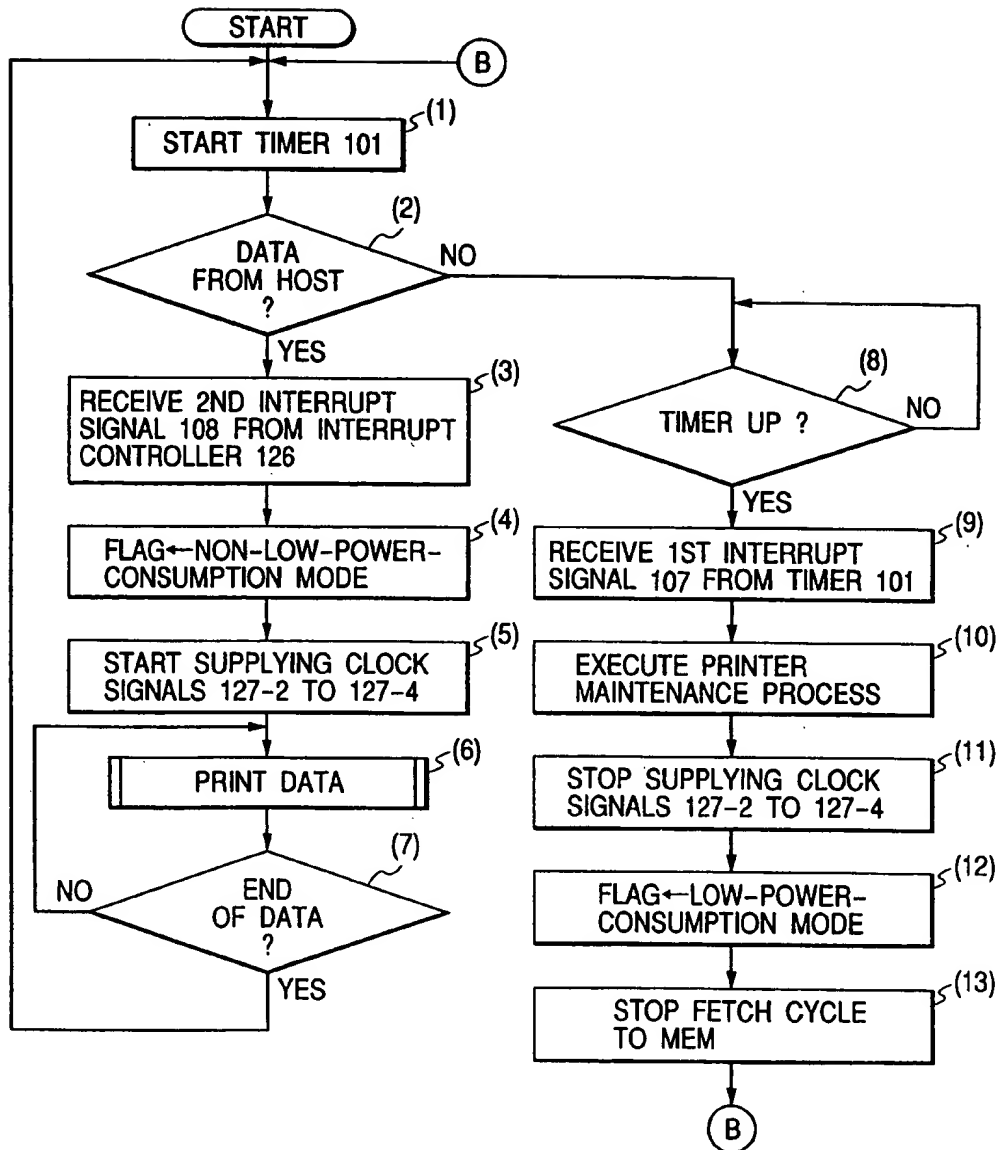 START
B
(1)
START TIMER 101
(2)
DATA
FROM HOST
?
NO
YES
(3)
RECEIVE 2ND INTERRUPT
SIGNAL 108 FROM INTERRUPT
CONTROLLER 126
(4)
FLAG←NON-LOW-POWER-
CONSUMPTION MODE
(5)
START SUPPLYING CLOCK
SIGNALS 127-2 TO 127-4
(6)
PRINT DATA
(7)
END
OF DATA
?
NO
YES
(8)
TIMER UP ?
NO
YES
(9)
RECEIVE 1ST INTERRUPT
SIGNAL 107 FROM TIMER 101
(10)
EXECUTE PRINTER
MAINTENANCE PROCESS
(11)
STOP SUPPLYING CLOCK
SIGNALS 127-2 TO 127-4
(12)
FLAG←LOW-POWER-
CONSUMPTION MODE
(13)
STOP FETCH CYCLE
TO MEM
B